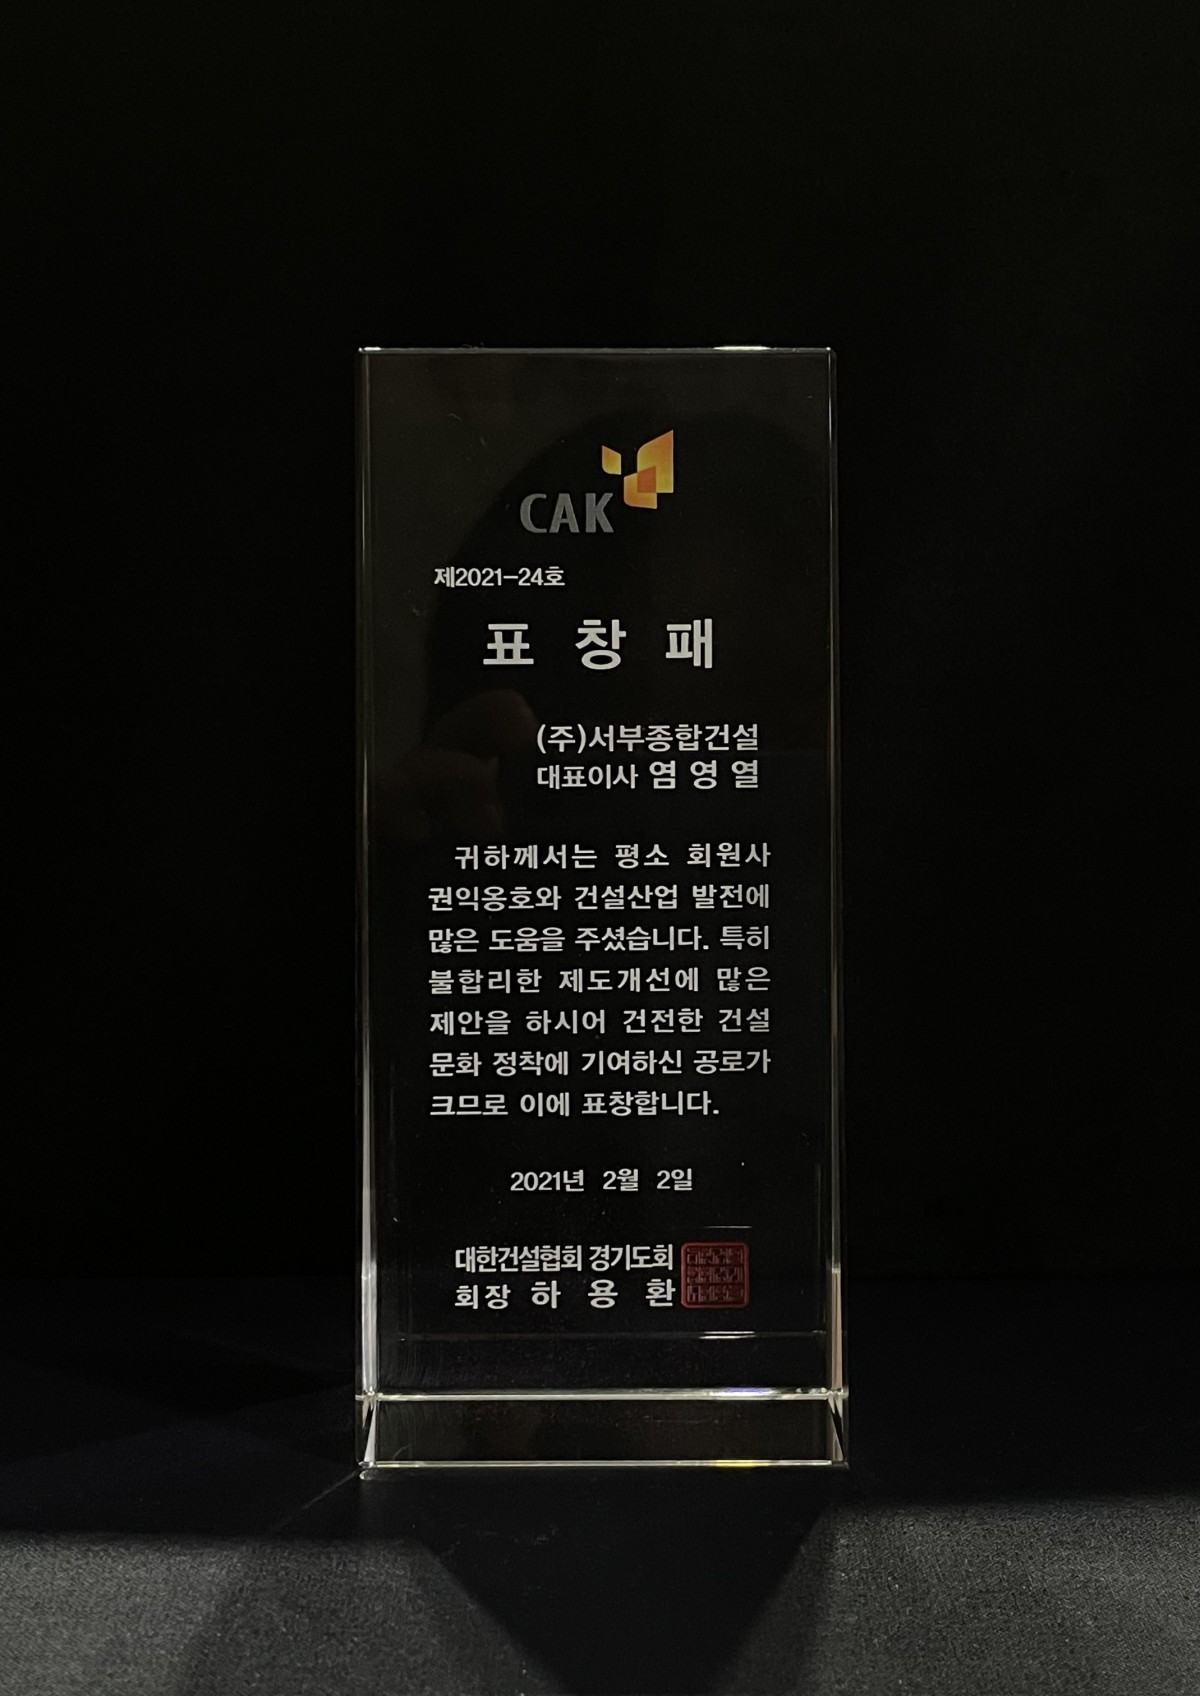 CAK
제2021-24호
표 창 패
(주)서부종합건설
대표이사 염 영 열
귀하께서는 평소 회원사
권익옹호와 건설산업 발전에
많은 도움을 주셨습니다. 특히
불합리한 제도개선에 많은
제안을 하시어 건전한 건설
문화 정착에 기여하신 공로가
크므로 이에 표창합니다.
2021년 2월 2일
대한건설협회 경기도회
회장 하 용 환